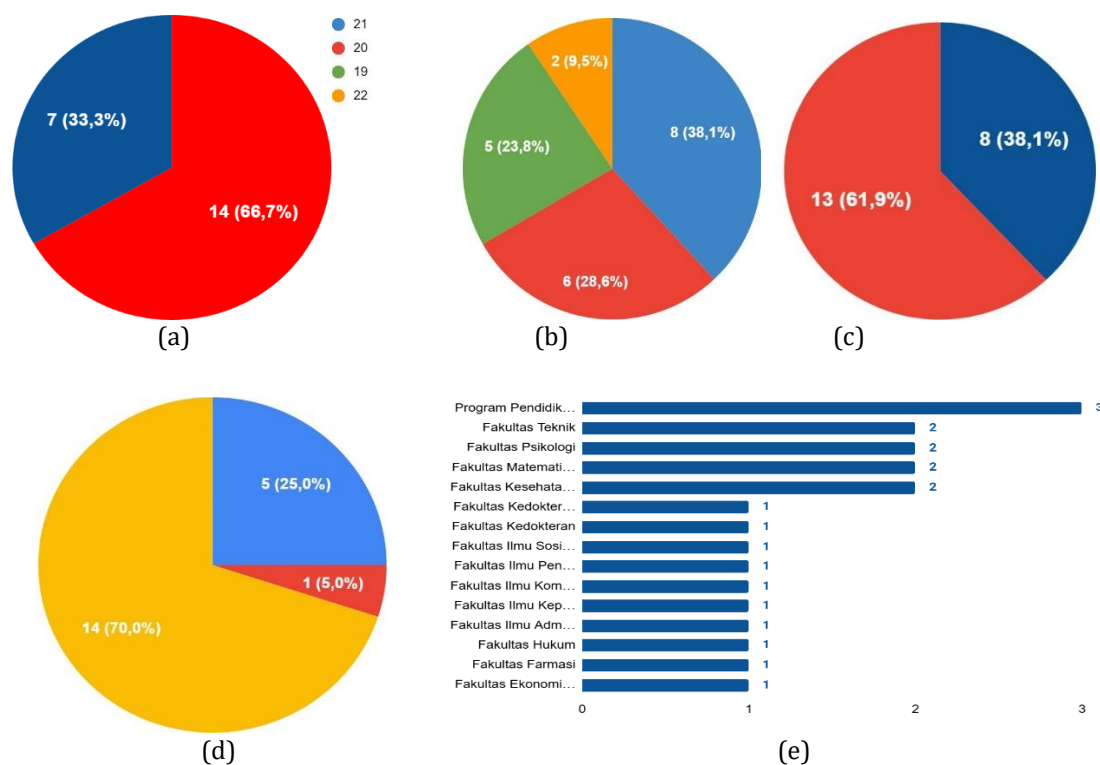 7 (33,3%)
14 (66,7%)
21
20
19
22
(a)
2 (9,5%)
8 (38,1%)
5 (23,8%)
6 (28,6%)
(b)
8 (38,1%)
13 (61,9%)
(c)
5 (25,0%)
1 (5,0%)
14 (70,0%)
(d)
Program Pendidik… 3
Fakultas Teknik 2
Fakultas Psikologi 2
Fakultas Matemati… 2
Fakultas Kesehata… 2
Fakultas Kedokter… 1
Fakultas Kedokteran 1
Fakultas Ilmu Sosi… 1
Fakultas Ilmu Pen… 1
Fakultas Ilmu Kom… 1
Fakultas Ilmu Kep… 1
Fakultas Ilmu Adm… 1
Fakultas Hukum 1
Fakultas Farmasi 1
Fakultas Ekonomi… 1
0 1 2 3
(e)